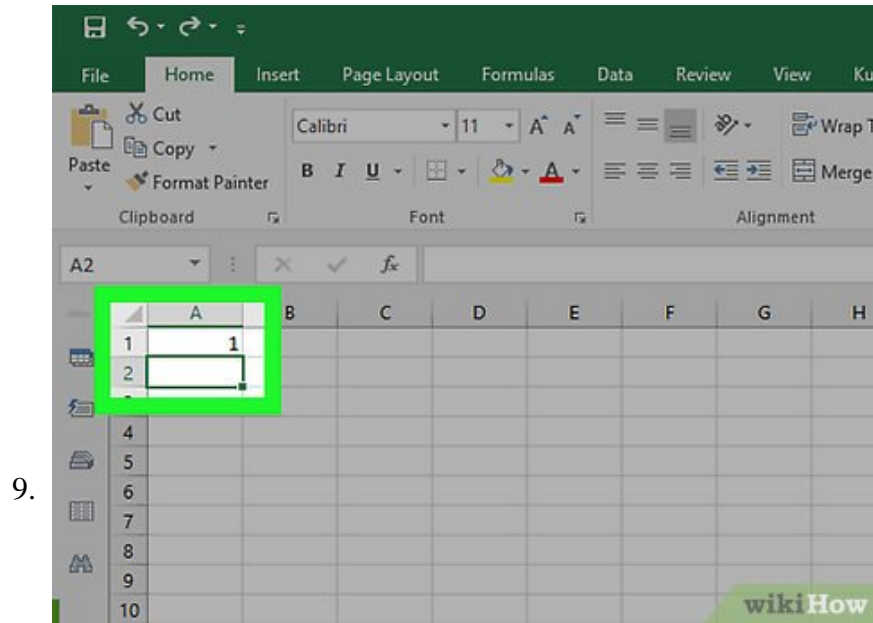 File Home Insert Page Layout Formulas Data Review View Ku
Cut
Calibri 11 A A Wrap T
Copy
Paste
Format Painter B I U A Merge
Clipboard Font Alignment
A2 fx
A B C D E F G H
1 1
2
4
5
9. 6
7
8
9
10
wikiHow